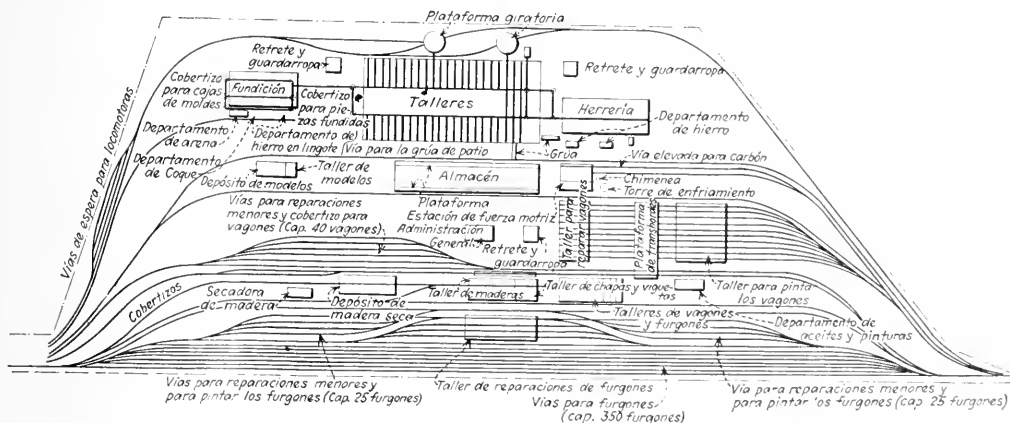 Plataforma giratoria
Retrete y
guardarropa
Retrete y guardarropa
Cobertizo
para cajas
de moldes
Fundición
Cobertizo
para pie-
zas fundidas
Talleres
Herrería
Departamento
de arena
Departamento del
hierro en lingote
(Vía para la grúa de patio
Departamento
de hierro
Departamento
de Coque
Grúa
Vía elevada para carbón
Depósito de modelos
Taller de
modelos
Almacén
Chimenea
Torre de enfriamiento
Vías de espera para locomotoras
Vías para reparaciones
menores y cobertizo para
vagones (Cap. 40 vagones)
Plataforma
Estación de fuerza motriz
Administración
General
Retrete y
guardarropa
Taller para
reparar vagones
Plataforma
de transbordes
Cobertizos
Secadora
de madera
Depósito de
madera seca
Taller de maderas
Taller de chapas y vigue-
tas
Taller para pintar
los vagones
Talleres de vagones
y furgones
Departamento de
aceites y pinturas
Vías para reparaciones menores y
para pintar los furgones (Cap. 25 furgones)
Taller de reparaciones de furgones
Vías para furgones
(cap. 350 furgones)
Vía para reparaciones menores y
para pintar los furgones (cap 25 furgones)